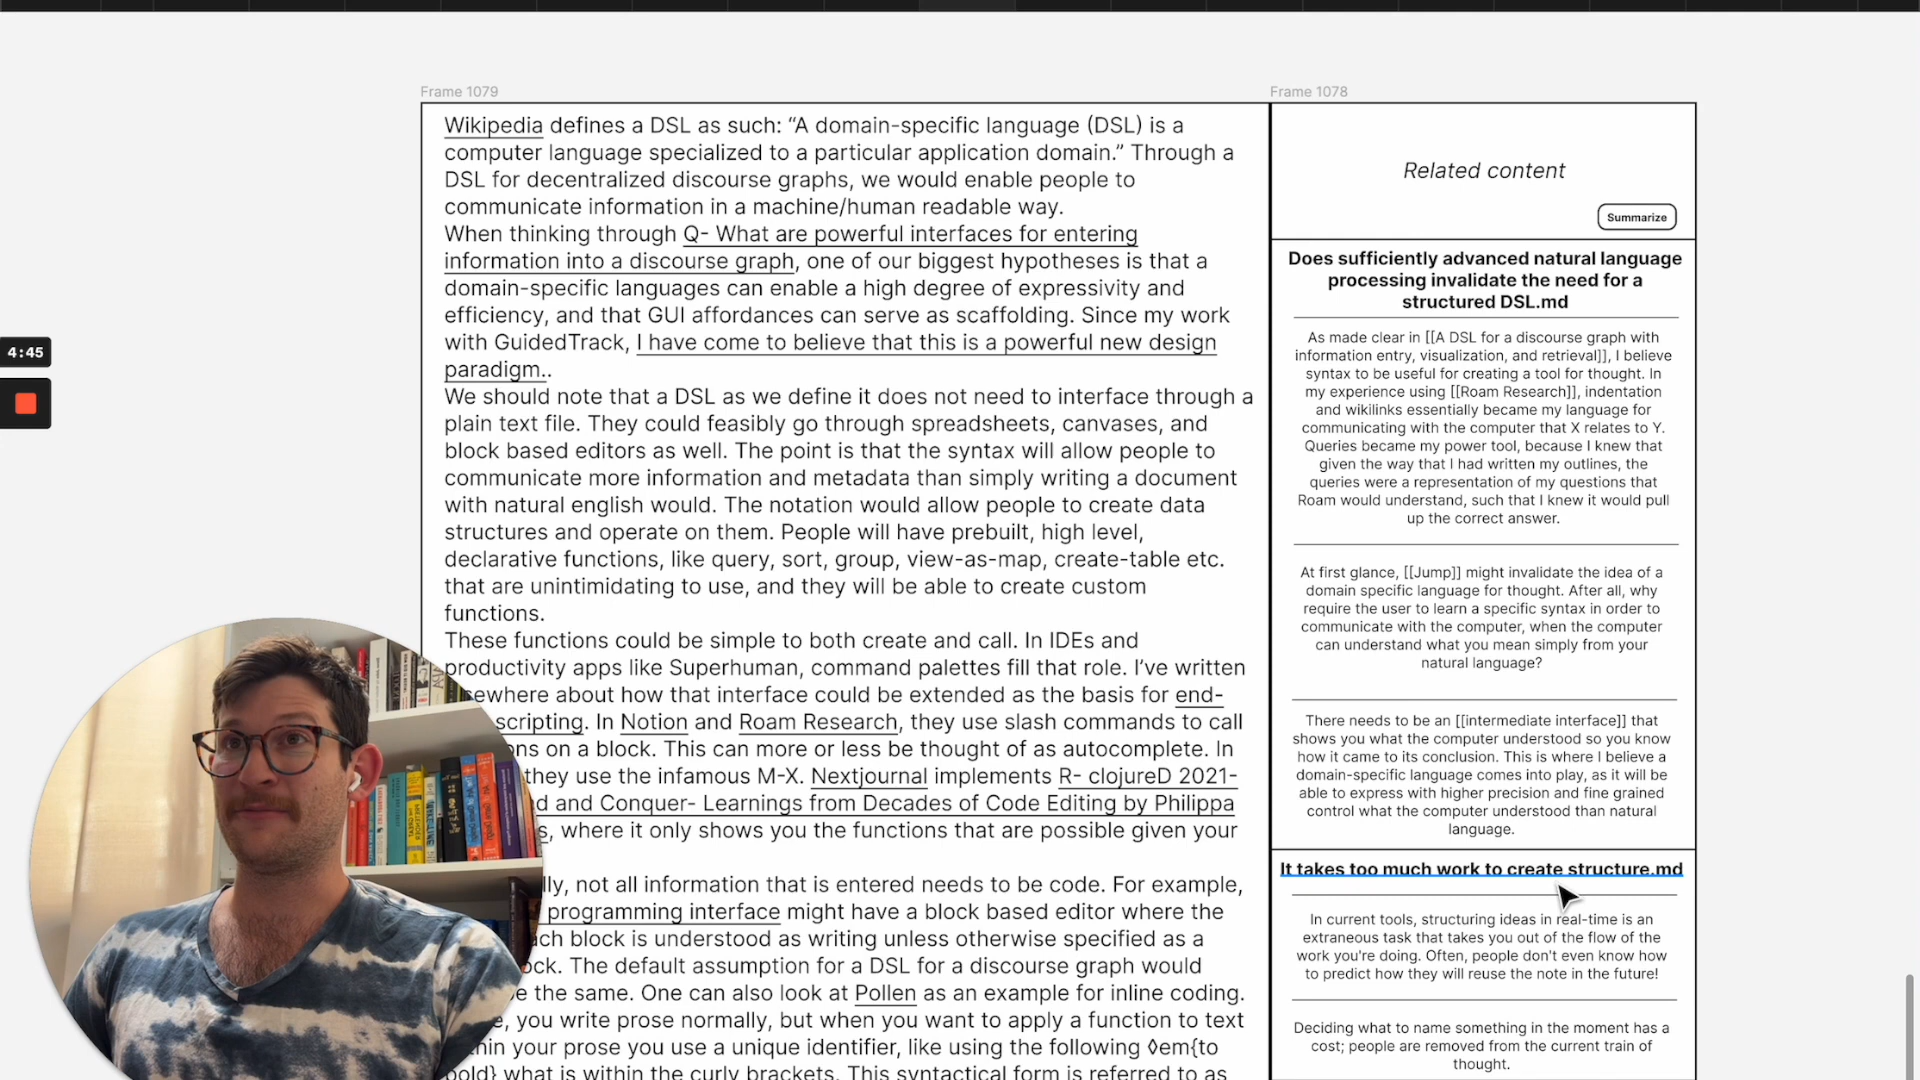 Frame 1079
Wikipedia defines a DSL as such: “A domain-specific language (DSL) is a
computer language specialized to a particular application domain.” Through a
DSL for decentralized discourse graphs, we would enable people to
communicate information in a machine/human readable way.
When thinking through Q- What are powerful interfaces for entering
information into a discourse graph, one of our biggest hypotheses is that a
domain-specific languages can enable a high degree of expressivity and
efficiency, and that GUI affordances can serve as scaffolding. Since my work
with GuidedTrack, I have come to believe that this is a powerful new design
paradigm..
We should note that a DSL as we define it does not need to interface through a
plain text file. They could feasibly go through spreadsheets, canvases, and
block based editors as well. The point is that the syntax will allow people to
communicate more information and metadata than simply writing a document
with natural english would. The notation would allow people to create data
structures and operate on them. People will have prebuilt, high level,
declarative functions, like query, sort, group, view-as-map, create-table etc.
that are unintimidating to use, and they will be able to create custom
functions.
These functions could be simple to both create and call. In IDEs and
productivity apps like Superhuman, command palettes fill that role. I’ve written
sewhere about how that interface could be extended as the basis for end-
scripting. In Notion and Roam Research, they use slash commands to call
ons on a block. This can more or less be thought of as autocomplete. In
they use the infamous M-X. Nextjournal implements R- clojureD 2021-
d and Conquer- Learnings from Decades of Code Editing by Philippa
s, where it only shows you the functions that are possible given your
lly, not all information that is entered needs to be code. For example,
programming interface might have a block based editor where the
ch block is understood as writing unless otherwise specified as a
ock. The default assumption for a DSL for a discourse graph would
e the same. One can also look at Pollen as an example for inline coding.
e, you write prose normally, but when you want to apply a function to text
hin your prose you use a unique identifier, like using the following ◊em{to
bold} what is within the curly brackets. This syntactical form is referred to as
Frame 1078
Related content
Summarize
Does sufficiently advanced natural language
processing invalidate the need for a
structured DSL.md
As made clear in [[A DSL for a discourse graph with
information entry, visualization, and retrieval]], I believe
syntax to be useful for creating a tool for thought. In
my experience using [[Roam Research]], indentation
and wikilinks essentially became my language for
communicating with the computer that X relates to Y.
Queries became my power tool, because I knew that
given the way that I had written my outlines, the
queries were a representation of my questions that
Roam would understand, such that I knew it would pull
up the correct answer.
At first glance, [[Jump]] might invalidate the idea of a
domain specific language for thought. After all, why
require the user to learn a specific syntax in order to
communicate with the computer, when the computer
can understand what you mean simply from your
natural language?
There needs to be an [[intermediate interface]] that
shows you what the computer understood so you know
how it came to its conclusion. This is where I believe a
domain-specific language comes into play, as it will be
able to express with higher precision and fine grained
control what the computer understood than natural
language.
It takes too much work to create structure.md
In current tools, structuring ideas in real-time is an
extraneous task that takes you out of the flow of the
work you're doing. Often, people don't even know how
to predict how they will reuse the note in the future!
Deciding what to name something in the moment has a
cost; people are removed from the current train of
thought.
4:45